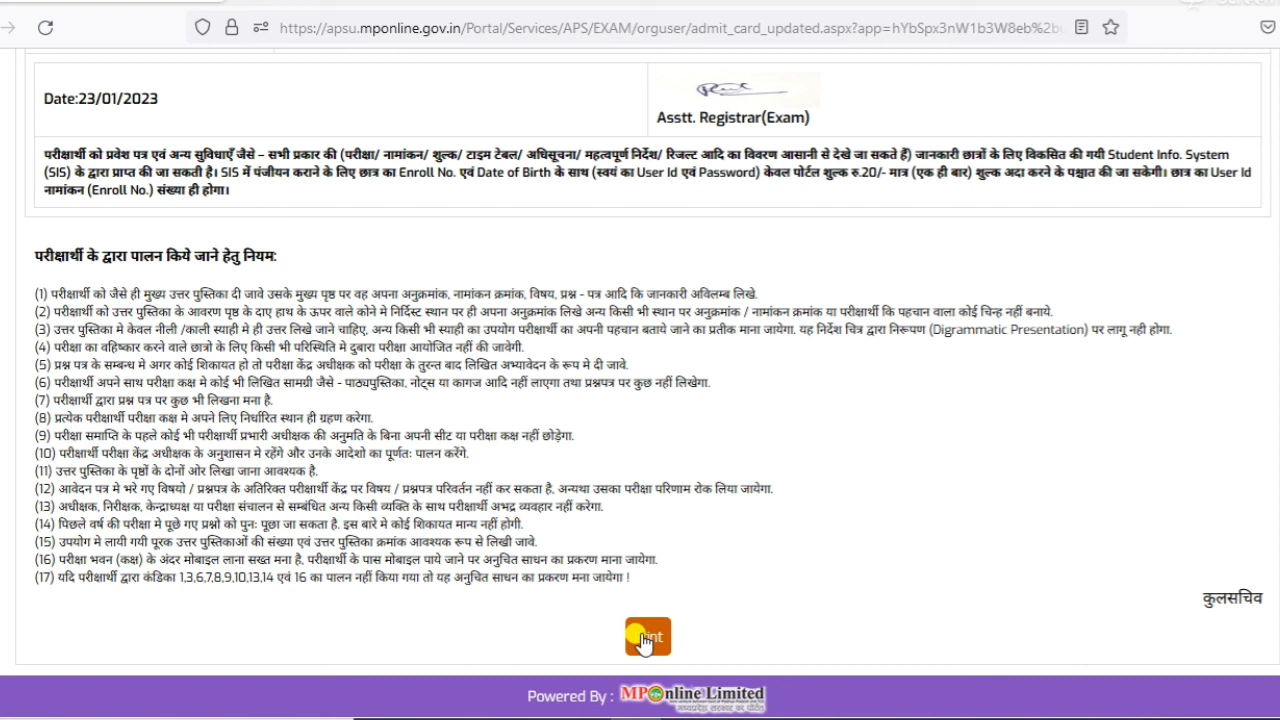 https://apsu.mponline.gov.in/Portal/Services/APS/EXAM/orguser/admit_card_updated.aspx?app=hYbSpx3nW1b3W8eb%2b
Date:23/01/2023
Asstt. Registrar(Exam)
परीक्षार्थी को प्रवेश पत्र एवं अन्य सुविधाएँ जैसे – सभी प्रकार की (परीक्षा/ नामांकन/ शुल्क/ टाइम टेबल/ अधिसूचना/ महत्वपूर्ण निर्देश/ रिजल्ट आदि का विवरण आसानी से देखे जा सकते हैं) जानकारी छात्रों के लिए विकसित की गयी Student Info. System
(SIS) के द्वारा प्राप्त की जा सकती है। SIS में पंजीयन कराने के लिए छात्र का Enroll No. एवं Date of Birth के साथ (स्वयं का User Id एवं Password) केवल पोर्टल शुल्क रु.20/- मात्र (एक ही बार) शुल्क अदा करने के पश्चात की जा सकेगी। छात्र का User Id
नामांकन (Enroll No.) संख्या ही होगा।
परीक्षार्थी के द्वारा पालन किये जाने हेतु नियम:
(1) परीक्षार्थी को जैसे ही मुख्य उत्तर पुस्तिका दी जावे उसके मुख्य पृष्ठ पर वह अपना अनुक्रमांक, नामांकन क्रमांक, विषय, प्रश्न - पत्र आदि कि जानकारी अविलम्ब लिखे.
(2) परीक्षार्थी को उत्तर पुस्तिका के आवरण पृष्ठ के दाए हाथ के ऊपर वाले कोने मे निर्दिस्ट स्थान पर ही अपना अनुक्रमांक लिखे अन्य किसी भी स्थान पर अनुक्रमांक / नामांकन क्रमांक या परीक्षार्थी कि पहचान वाला कोई चिन्ह नहीं बनाये.
(3) उत्तर पुस्तिका मे केवल नीली /काली स्याही मे ही उत्तर लिखे जाने चाहिए, अन्य किसी भी स्याही का उपयोग परीक्षार्थी का अपनी पहचान बताये जाने का प्रतीक माना जायेगा. यह निर्देश चित्र द्वारा निरूपण (Digrammatic Presentation) पर लागू नही होगा.
(4) परीक्षा का वहिष्कार करने वाले छात्रो के लिए किसी भी परिस्थिति मे दुबारा परीक्षा आयोजित नहीं की जावेगी.
(5) प्रश्न पत्र के सम्बन्ध मे अगर कोई शिकायत हो तो परीक्षा केंद्र अधीक्षक को परीक्षा के तुरन्त बाद लिखित अभ्यावेदन के रूप मे दी जावे.
(6) परीक्षार्थी अपने साथ परीक्षा कक्ष मे कोई भी लिखित सामग्री जैसे - पाठ्यपुस्तिका, नोट्स या कागज आदि नहीं लाएगा तथा प्रश्नपत्र पर कुछ नहीं लिखेगा.
(7) परीक्षार्थी द्वारा प्रश्न पत्र पर कुछ भी लिखना मना है.
(8) प्रत्येक परीक्षार्थी परीक्षा कक्ष मे अपने लिए निर्धारित स्थान ही ग्रहण करेगा.
(9) परीक्षा समाप्ति के पहले कोई भी परीक्षार्थी प्रभारी अधीक्षक की अनुमति के बिना अपनी सीट या परीक्षा कक्ष नहीं छोड़ेगा.
(10) परीक्षार्थी परीक्षा केंद्र अधीक्षक के अनुशासन मे रहेंगे और उनके आदेशो का पूर्णतः पालन करेंगे.
(11) उत्तर पुस्तिका के पृष्ठों के दोनों ओर लिखा जाना आवश्यक है.
(12) आवेदन पत्र मे भरे गए विषयो / प्रश्नपत्र के अतिरिक्त परीक्षार्थी केंद्र पर विषय / प्रश्नपत्र परिवर्तन नहीं कर सकता है, अन्यथा उसका परीक्षा परिणाम रोक लिया जायेगा.
(13) अधीक्षक, निरीक्षक, केन्द्राध्यक्ष या परीक्षा संचालन से सम्बंधित अन्य किसी व्यक्ति के साथ परीक्षार्थी अभद्र व्यवहार नहीं करेगा.
(14) पिछले वर्ष की परीक्षा मे पूछे गए प्रश्नो को पुनः पूछा जा सकता है. इस बारे मे कोई शिकायत मान्य नहीं होगी.
(15) उपयोग मे लायी गयी पूरक उत्तर पुस्तिकाओं की संख्या एवं उत्तर पुस्तिका क्रमांक आवश्यक रूप से लिखी जावे.
(16) परीक्षा भवन (कक्ष) के अंदर मोबाइल लाना सख्त मना है, परीक्षार्थी के पास मोबाइल पाये जाने पर अनुचित साधन का प्रकरण माना जायेगा.
(17) यदि परीक्षार्थी द्वारा कंडिका 1,3,6,7,8,9,10,13,14 एवं 16 का पालन नहीं किया गया तो यह अनुचित साधन का प्रकरण मना जायेगा !
कुलसचिव
Powered By : MPOnline Limited